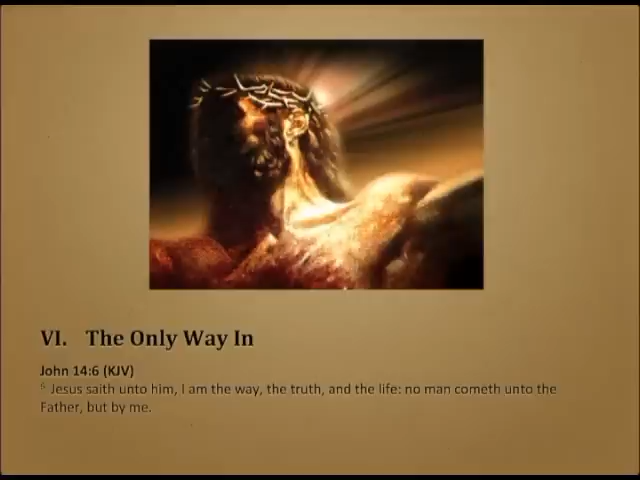 VI. The Only Way In
John 14:6 (KJV)
6 Jesus saith unto him, I am the way, the truth, and the life: no man cometh unto the
Father, but by me.